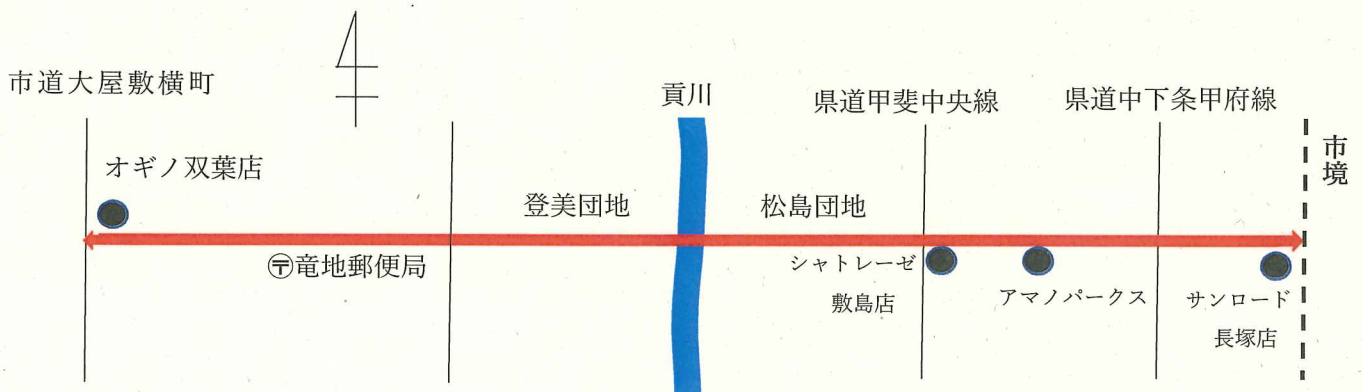 市道大屋敷横町
貢川
県道甲斐中央線
県道中下条甲府線
市境
オギノ双葉店
登美団地
松島団地
〶竜地郵便局
シャトレーゼ
敷島店
アマノパークス
サンロード
長塚店